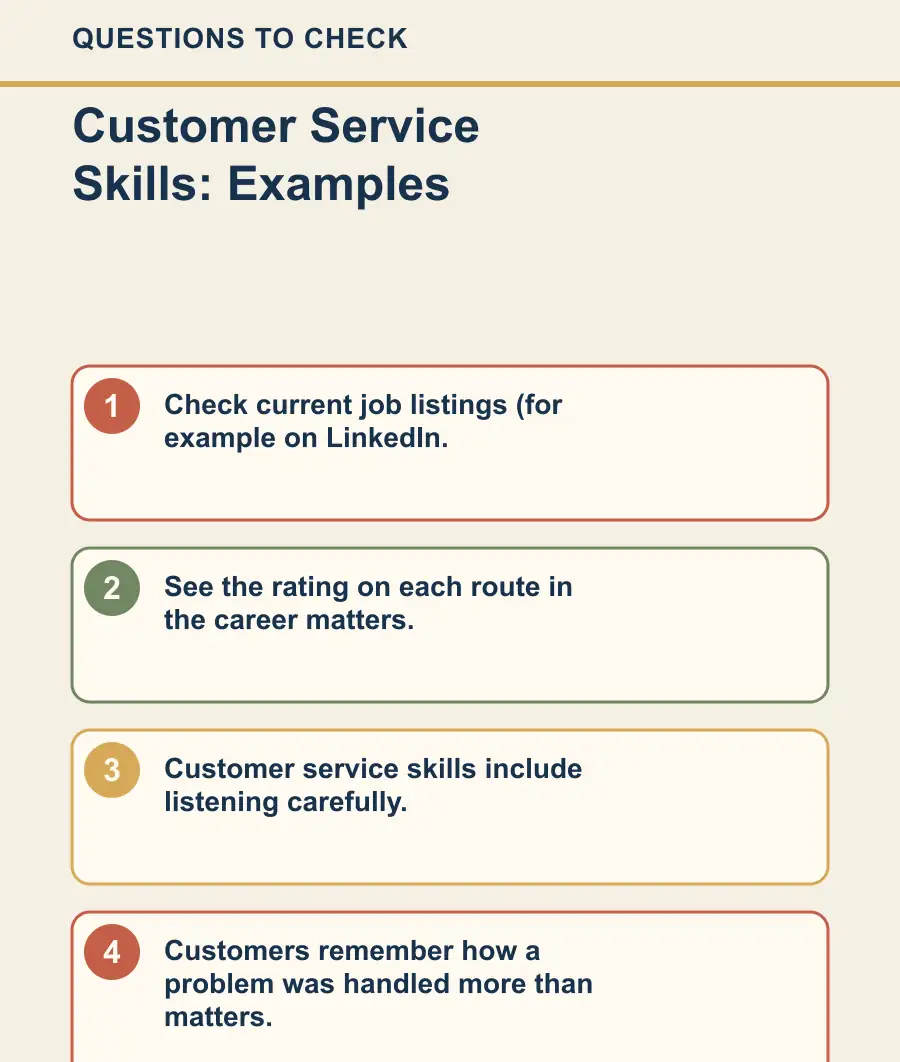 QUESTIONS TO CHECK
Customer Service
Skills: Examples
1
Check current job listings (for
example on LinkedIn.
2
See the rating on each route in
the career matters.
3
Customer service skills include
listening carefully.
4
Customers remember how a
problem was handled more than
matters.